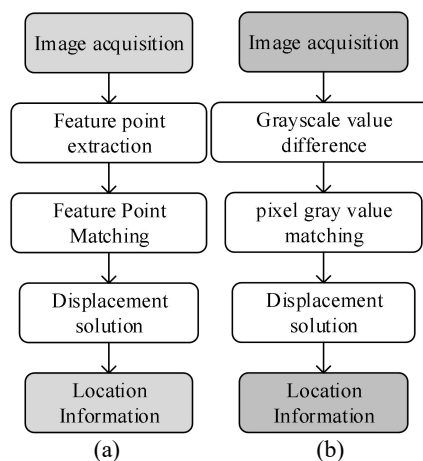 Image acquisition
Feature point
extraction
Feature Point
Matching
Displacement
solution
Location
Information
(a)
Image acquisition
Grayscale value
difference
pixel gray value
matching
Displacement
solution
Location
Information
(b)